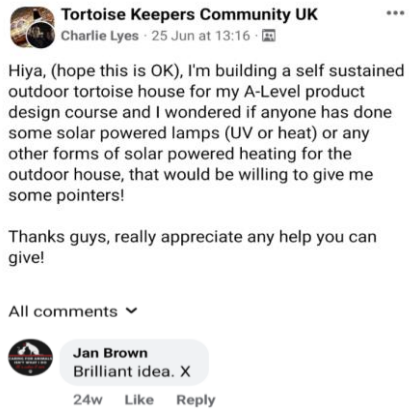 Tortoise Keepers Community UK
Charlie Lyes · 25 Jun at 13:16 ·
Hiya, (hope this is OK), I'm building a self sustained
outdoor tortoise house for my A-Level product
design course and I wondered if anyone has done
some solar powered lamps (UV or heat) or any
other forms of solar powered heating for the
outdoor house, that would be willing to give me
some pointers!
Thanks guys, really appreciate any help you can
give!
All comments
Jan Brown
Brilliant idea. X
24w Like Reply